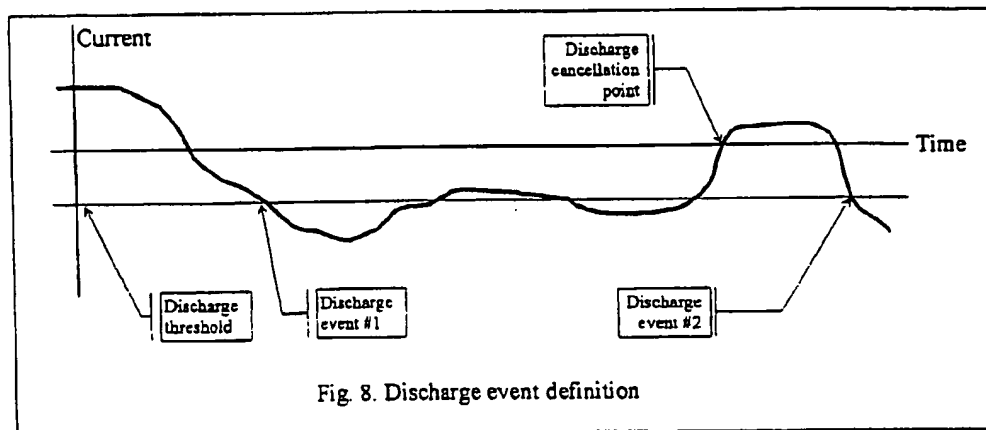 Current
Discharge
cancellation
point
Time
Discharge
threshold
Discharge
event #1
Discharge
event #2
Fig. 8. Discharge event definition